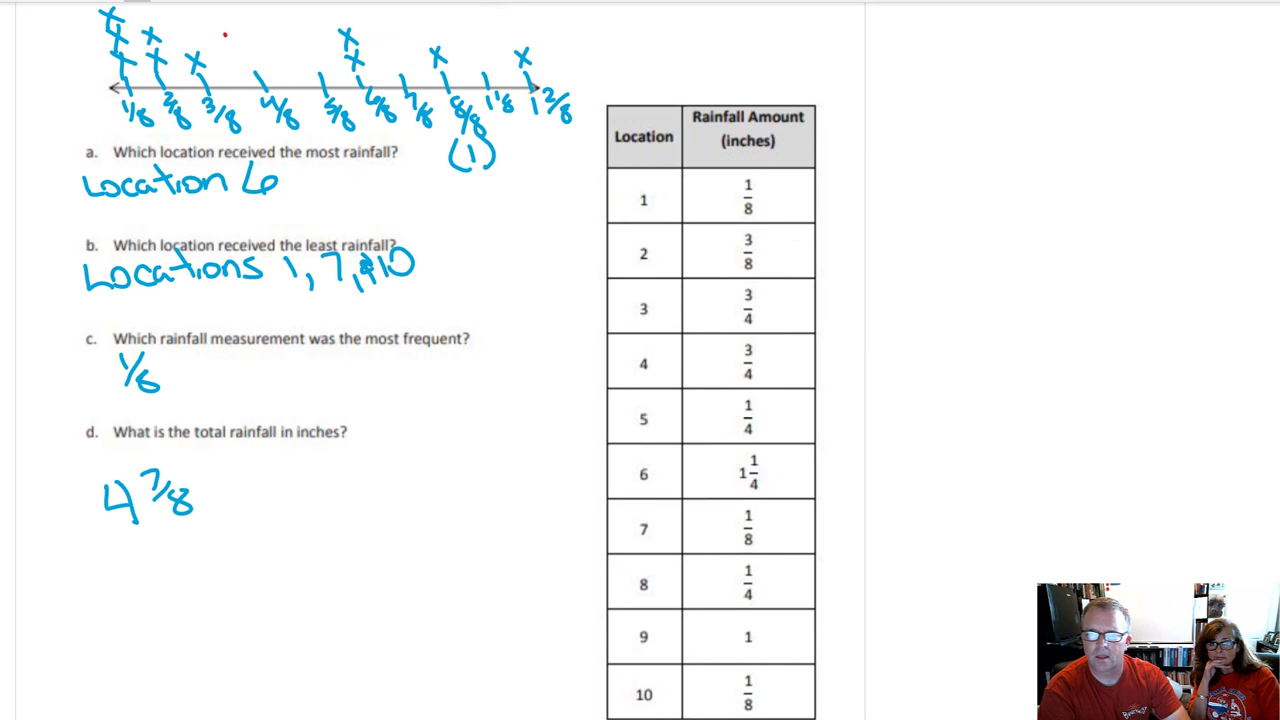 X
X X X
X X X X X X
1/8 2/8 3/8 4/8 5/8 6/8 7/8 8/8 1 1/8 1 2/8
(1)
a. Which location received the most rainfall?
Location 6
b. Which location received the least rainfall?
Locations 1, 7, & 10
c. Which rainfall measurement was the most frequent?
1/8
d. What is the total rainfall in inches?
4 7/8
Location Rainfall Amount (inches)
1 1/8
2 3/8
3 3/4
4 3/4
5 1/4
6 1 1/4
7 1/8
8 1/4
9 1
10 1/8